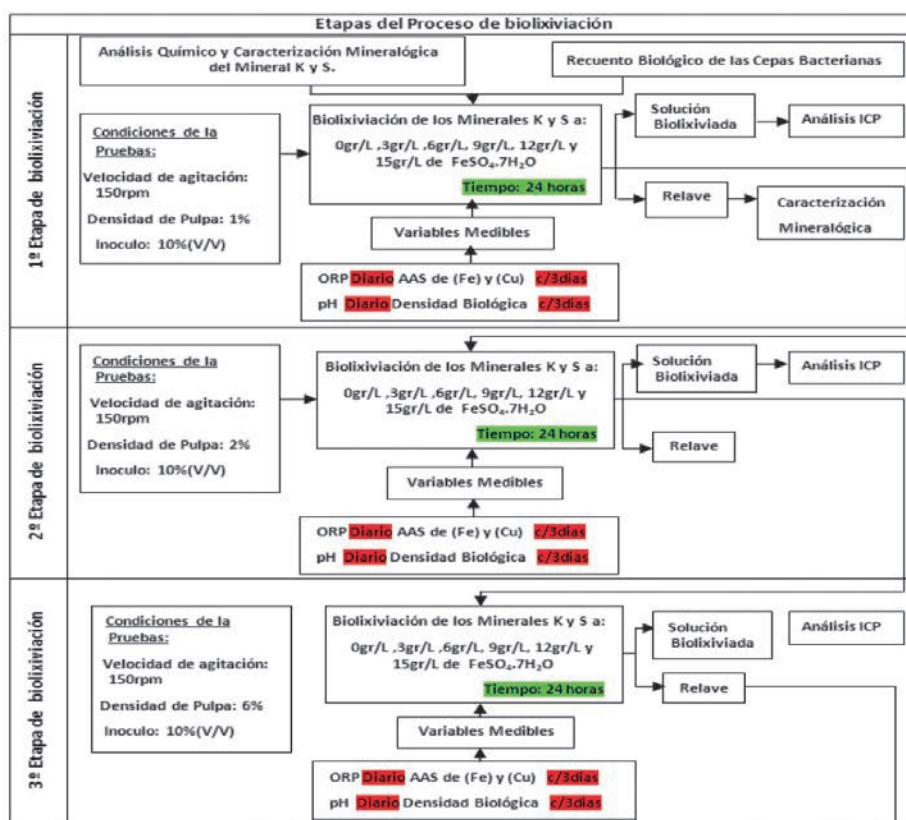 Etapas del Proceso de biolixiviación
1º Etapa de biolixiviación
Análisis Químico y Caracterización Mineralógica
del Mineral K y S.
Recuento Biológico de las Cepas Bacterianas
Condiciones de la
Pruebas:
Velocidad de agitación:
150rpm
Densidad de Pulpa: 1%
Inoculo: 10%(V/V)
Biolixiviación de los Minerales K y S a:
0gr/L ,3gr/L ,6gr/L, 9gr/L, 12gr/L y
15gr/L de FeSO₄.7H₂O
Tiempo: 24 horas
Solución
Biolixiviada
Análisis ICP
Relave
Caracterización
Mineralógica
Variables Medibles
ORP Diario AAS de (Fe) y (Cu) c/3dias
pH Diario Densidad Biológica c/3dias
2º Etapa de biolixiviación
Condiciones de la
Pruebas:
Velocidad de agitación:
150rpm
Densidad de Pulpa: 2%
Inoculo: 10%(V/V)
Biolixiviación de los Minerales K y S a:
0gr/L ,3gr/L ,6gr/L, 9gr/L, 12gr/L y
15gr/L de FeSO₄.7H₂O
Tiempo: 24 horas
Solución
Biolixiviada
Análisis ICP
Relave
Variables Medibles
ORP Diario AAS de (Fe) y (Cu) c/3dias
pH Diario Densidad Biológica c/3dias
3º Etapa de biolixiviación
Condiciones de la
Pruebas:
Velocidad de agitación:
150rpm
Densidad de Pulpa: 6%
Inoculo: 10%(V/V)
Biolixiviación de los Minerales K y S a:
0gr/L ,3gr/L ,6gr/L, 9gr/L, 12gr/L y
15gr/L de FeSO₄.7H₂O
Tiempo: 24 horas
Solución
Biolixiviada
Análisis ICP
Relave
Variables Medibles
ORP Diario AAS de (Fe) y (Cu) c/3dias
pH Diario Densidad Biológica c/3dias